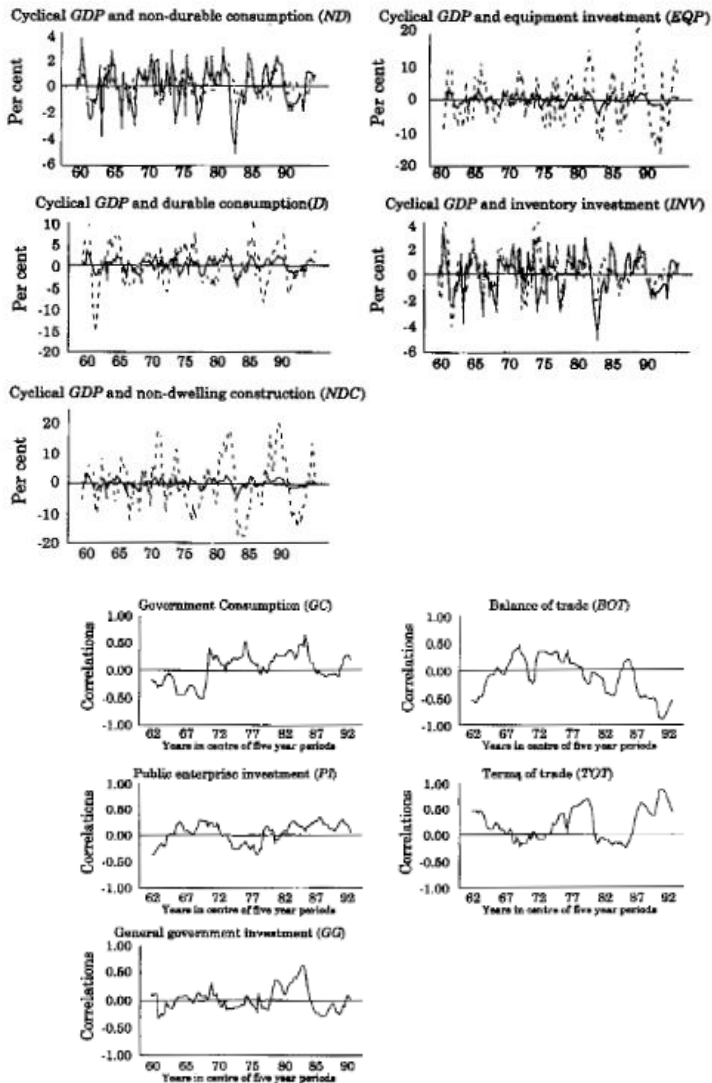 Cyclical GDP and non-durable consumption (ND)
Per cent
4
2
0
-2
-4
-6
60 65 70 75 80 85 90
Cyclical GDP and equipment investment (EQP)
Per cent
20
10
0
-10
-20
60 65 70 75 80 85 90
Cyclical GDP and durable consumption(D)
Per cent
10
5
0
-5
-10
-15
-20
60 65 70 75 80 85 90
Cyclical GDP and inventory investment (INV)
Per cent
4
2
0
-2
-4
-6
60 65 70 75 80 85 90
Cyclical GDP and non-dwelling construction (NDC)
Per cent
20
10
0
-10
-20
60 65 70 75 80 85 90
Government Consumption (GC)
Correlations
1.00
0.50
0.00
-0.50
-1.00
62 67 72 77 82 87 92
Years in centre of five year periods
Balance of trade (BOT)
Correlations
1.00
0.50
0.00
-0.50
-1.00
62 67 72 77 82 87 92
Years in centre of five year periods
Public enterprise investment (PI)
Correlations
1.00
0.50
0.00
-0.50
-1.00
62 67 72 77 82 87 92
Years in centre of five year periods
Terms of trade (TOT)
Correlations
1.00
0.50
0.00
-0.50
-1.00
62 67 72 77 82 87 92
Years in centre of five year periods
General government investment (GG)
Correlations
1.00
0.50
0.00
-0.50
-1.00
60 65 70 75 80 85 90
Years in centre of five year periods